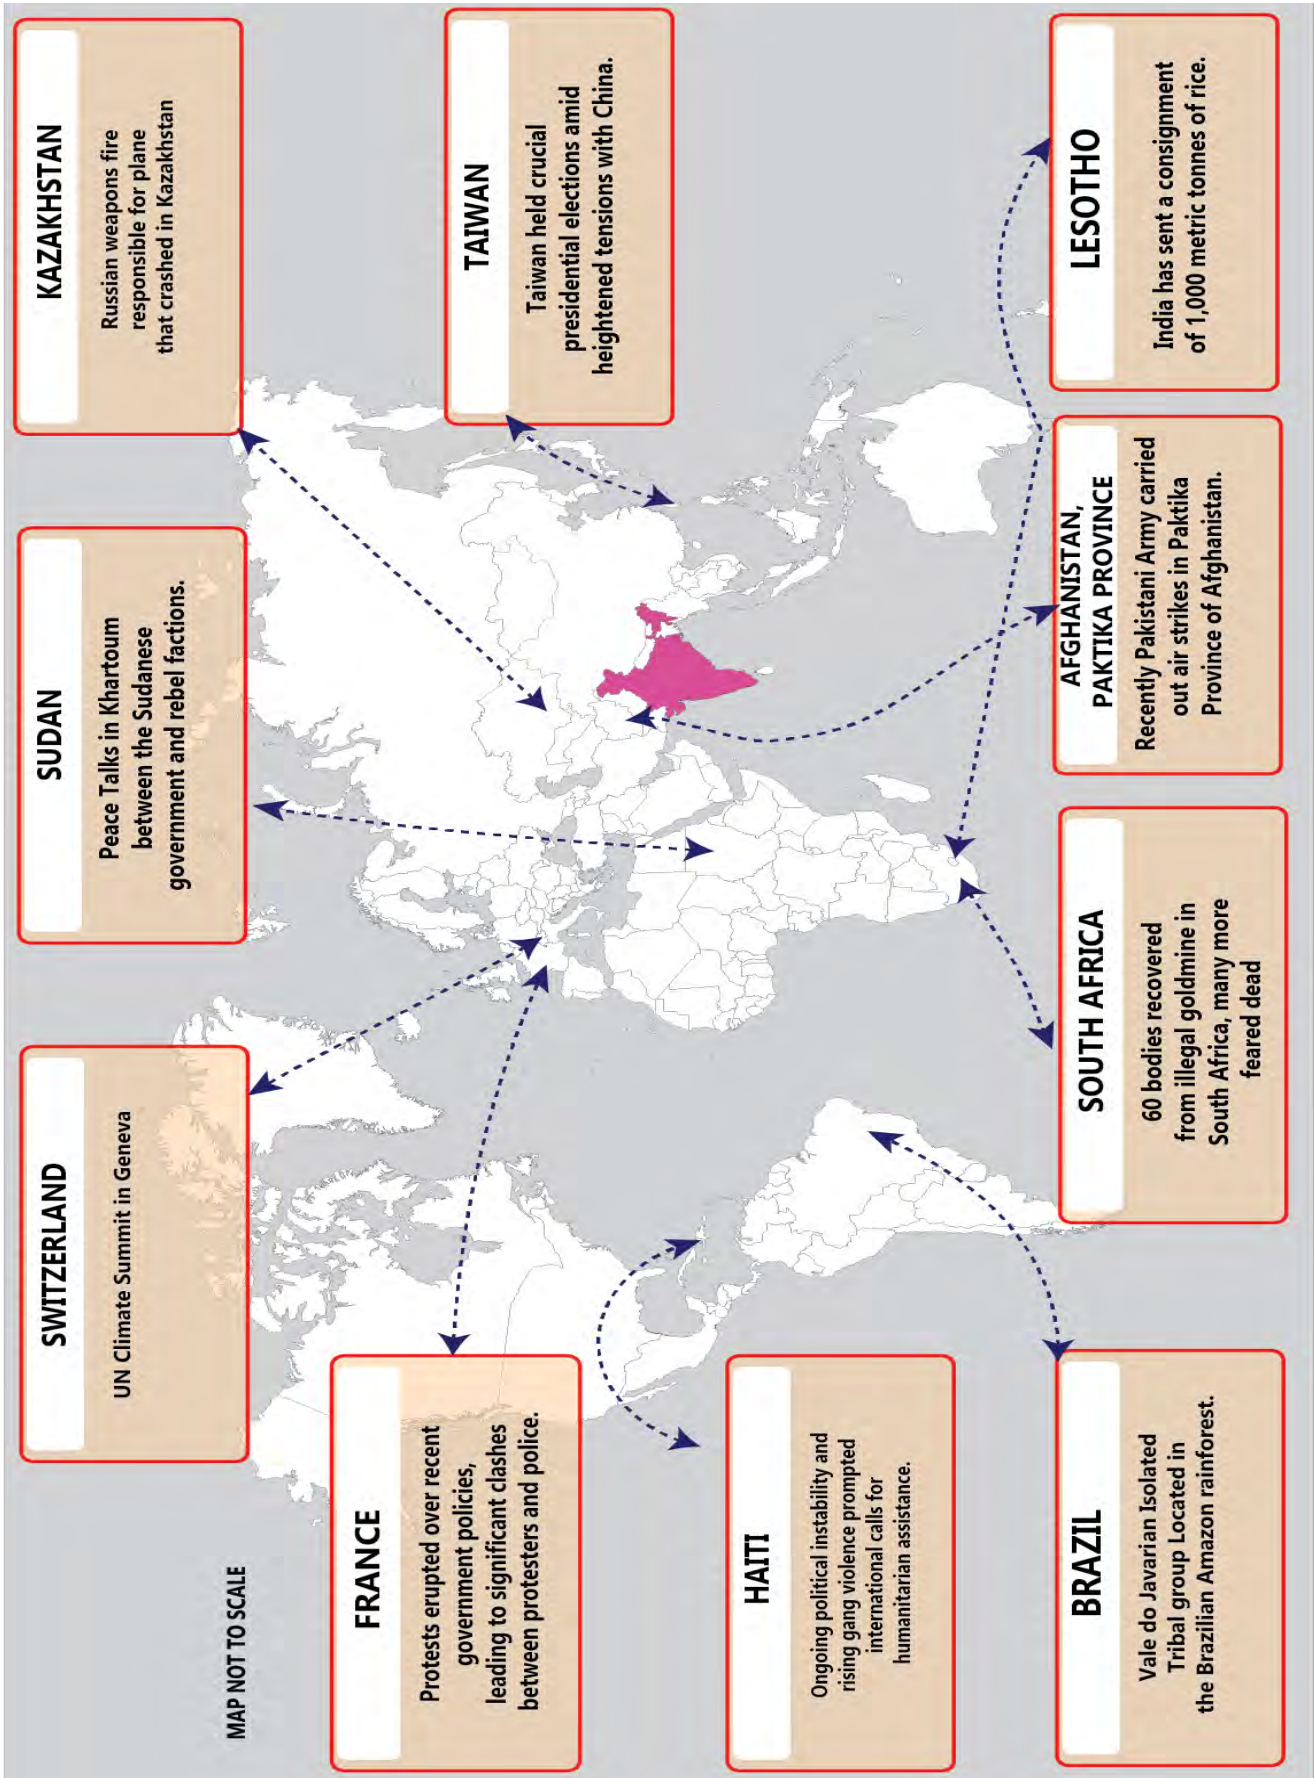 SWITZERLAND
UN Climate Summit in Geneva
SUDAN
Peace Talks in Khartoum
between the Sudanese
government and rebel factions.
KAZAKHSTAN
Russian weapons fire
responsible for plane
that crashed in Kazakhstan
MAP NOT TO SCALE
FRANCE
Protests erupted over recent
government policies,
leading to significant clashes
between protesters and police.
TAIWAN
Taiwan held crucial
presidential elections amid
heightened tensions with China.
HAITI
Ongoing political instability and
rising gang violence prompted
international calls for
humanitarian assistance.
BRAZIL
Vale do Javarian Isolated
Tribal group Located in
the Brazilian Amazon rainforest.
SOUTH AFRICA
60 bodies recovered
from illegal goldmine in
South Africa, many more
feared dead
AFGHANISTAN,
PAKTIKA PROVINCE
Recently Pakistani Army carried
out air strikes in Paktika
Province of Afghanistan.
LESOTHO
India has sent a consignment
of 1,000 metric tonnes of rice.